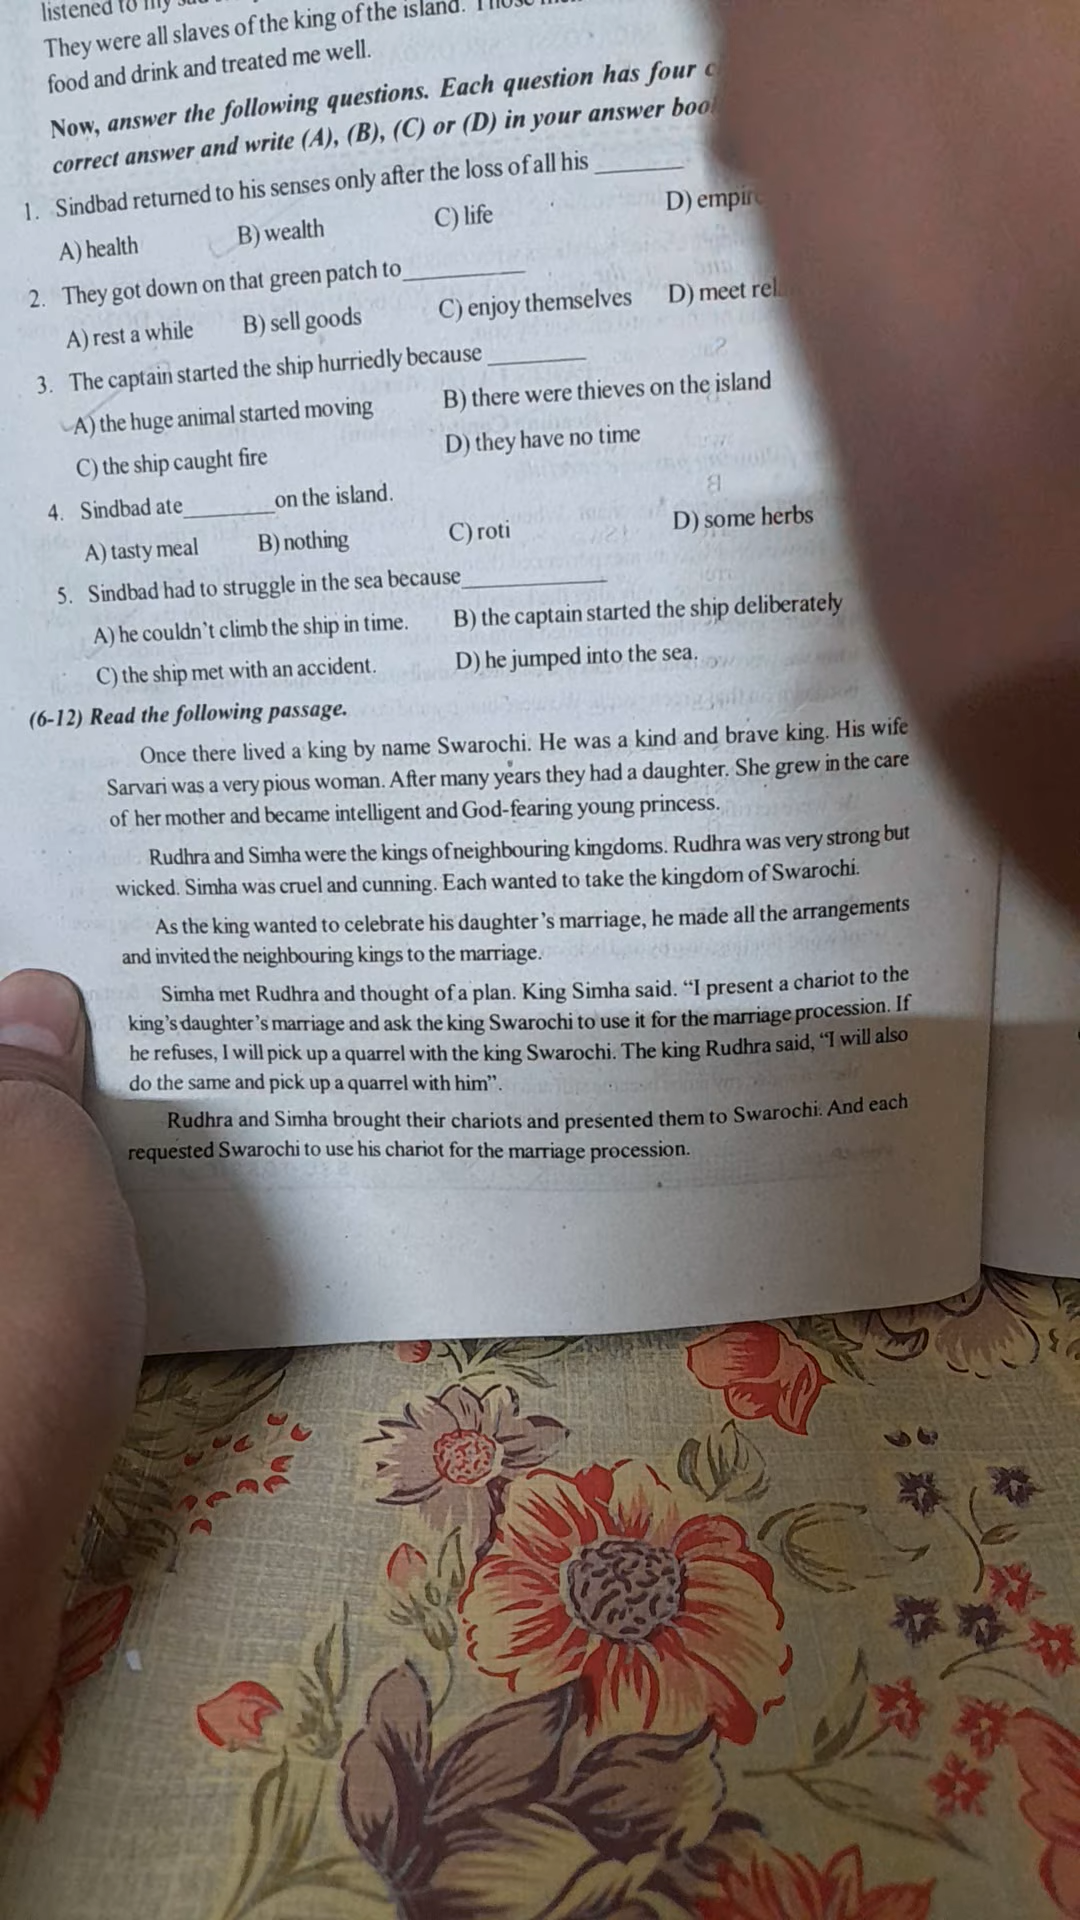 listened to my
They were all slaves of the king of the island. Those
food and drink and treated me well.
Now, answer the following questions. Each question has four
correct answer and write (A), (B), (C) or (D) in your answer
1. Sindbad returned to his senses only after the loss of all his ________
A) health B) wealth C) life D) empire
2. They got down on that green patch to ________
A) rest a while B) sell goods C) enjoy themselves D) meet
3. The captain started the ship hurriedly because ________
A) the huge animal started moving B) there were thieves on the island
C) the ship caught fire D) they have no time
4. Sindbad ate ________ on the island.
A) tasty meal B) nothing C) roti D) some herbs
5. Sindbad had to struggle in the sea because ________
A) he couldn't climb the ship in time. B) the captain started the ship deliberately
C) the ship met with an accident. D) he jumped into the sea.
(6-12) Read the following passage.
Once there lived a king by name Swarochi. He was a kind and brave king. His wife
Sarvari was a very pious woman. After many years they had a daughter. She grew in the care
of her mother and became intelligent and God-fearing young princess.
Rudhra and Simha were the kings of neighbouring kingdoms. Rudhra was very strong but
wicked. Simha was cruel and cunning. Each wanted to take the kingdom of Swarochi.
As the king wanted to celebrate his daughter's marriage, he made all the arrangements
and invited the neighbouring kings to the marriage.
Simha met Rudhra and thought of a plan. King Simha said. “I present a chariot to the
king's daughter's marriage and ask the king Swarochi to use it for the marriage procession. If
he refuses, I will pick up a quarrel with the king Swarochi. The king Rudhra said, “I will also
do the same and pick up a quarrel with him”.
Rudhra and Simha brought their chariots and presented them to Swarochi. And each
requested Swarochi to use his chariot for the marriage procession.